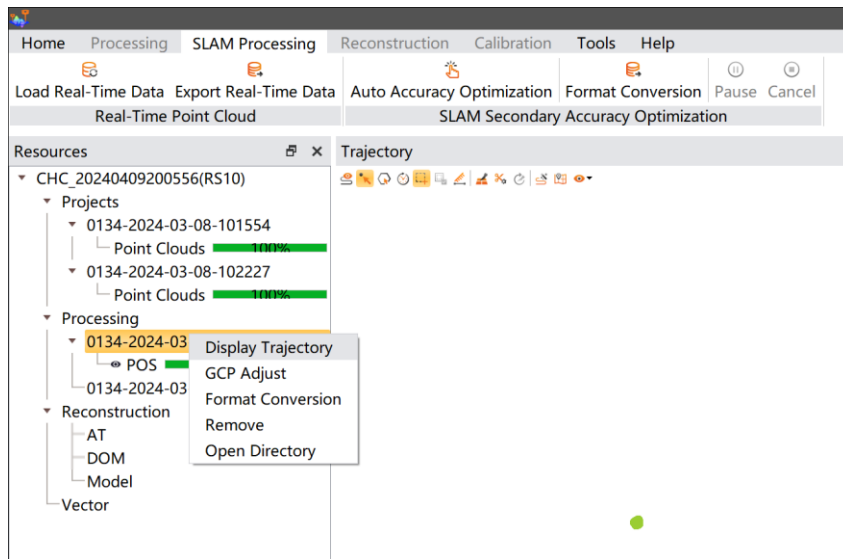 Home Processing SLAM Processing Reconstruction Calibration Tools Help
Load Real-Time Data Export Real-Time Data Auto Accuracy Optimization Format Conversion Pause Cancel
Real-Time Point Cloud SLAM Secondary Accuracy Optimization
Resources Trajectory
CHC_20240409200556(RS10)
Projects
0134-2024-03-08-101554
Point Clouds 100%
0134-2024-03-08-102227
Point Clouds 100%
Processing
0134-2024-03
POS
0134-2024-03
Reconstruction
AT
DOM
Model
Vector
Display Trajectory
GCP Adjust
Format Conversion
Remove
Open Directory